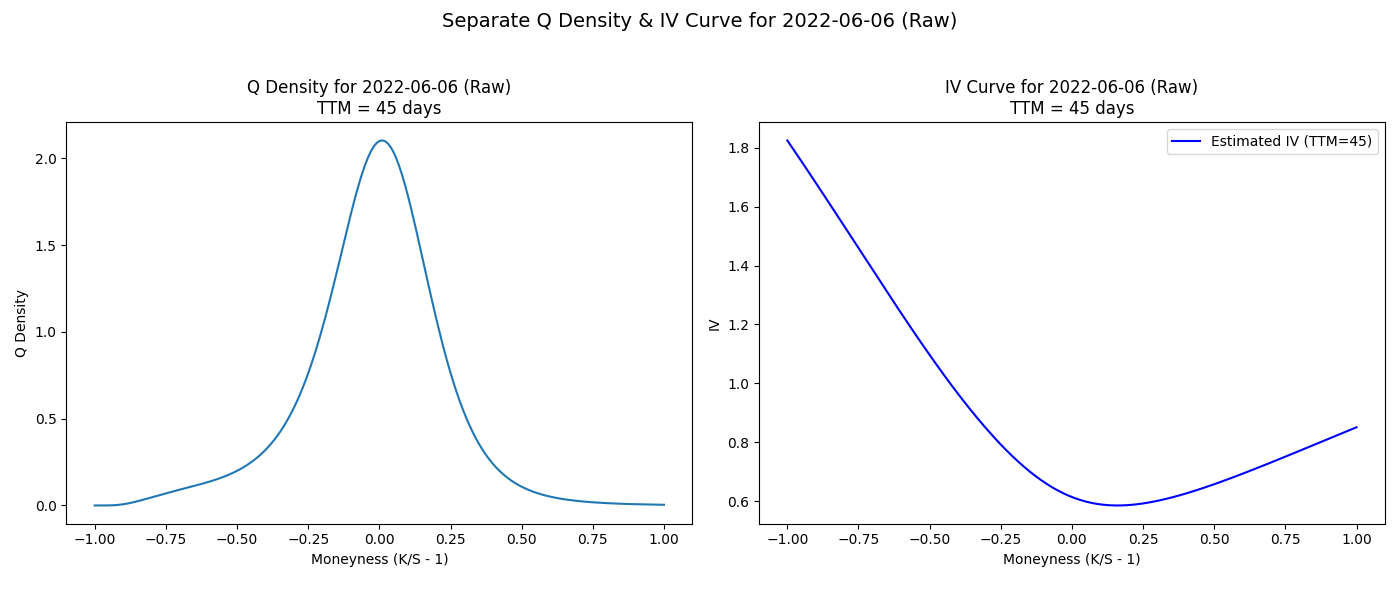 Separate Q Density & IV Curve for 2022-06-06 (Raw)
Q Density for 2022-06-06 (Raw)
TTM = 45 days
Q Density
2.0
1.5
1.0
0.5
0.0
−1.00 −0.75 −0.50 −0.25 0.00 0.25 0.50 0.75 1.00
Moneyness (K/S - 1)
IV Curve for 2022-06-06 (Raw)
TTM = 45 days
Estimated IV (TTM=45)
IV
1.8
1.6
1.4
1.2
1.0
0.8
0.6
−1.00 −0.75 −0.50 −0.25 0.00 0.25 0.50 0.75 1.00
Moneyness (K/S - 1)